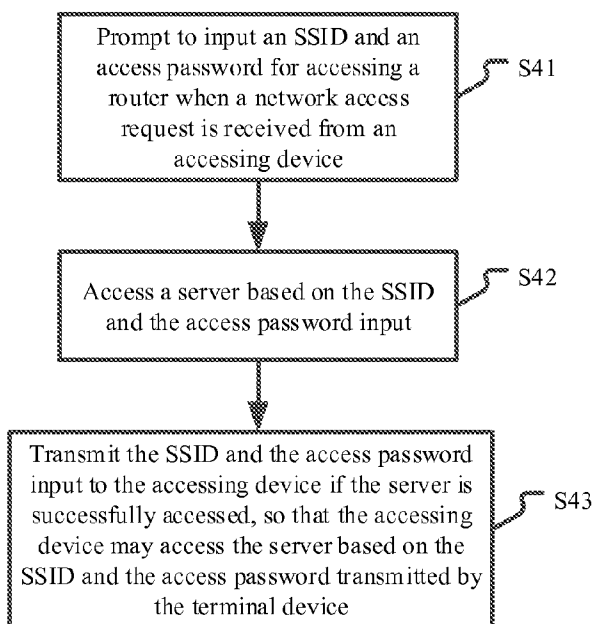 Prompt to input an SSID and an
access password for accessing a
router when a network access
request is received from an
accessing device
S41
Access a server based on the SSID
and the access password input
S42
Transmit the SSID and the access password
input to the accessing device if the server is
successfully accessed, so that the accessing
device may access the server based on the
SSID and the access password transmitted by
the terminal device
S43